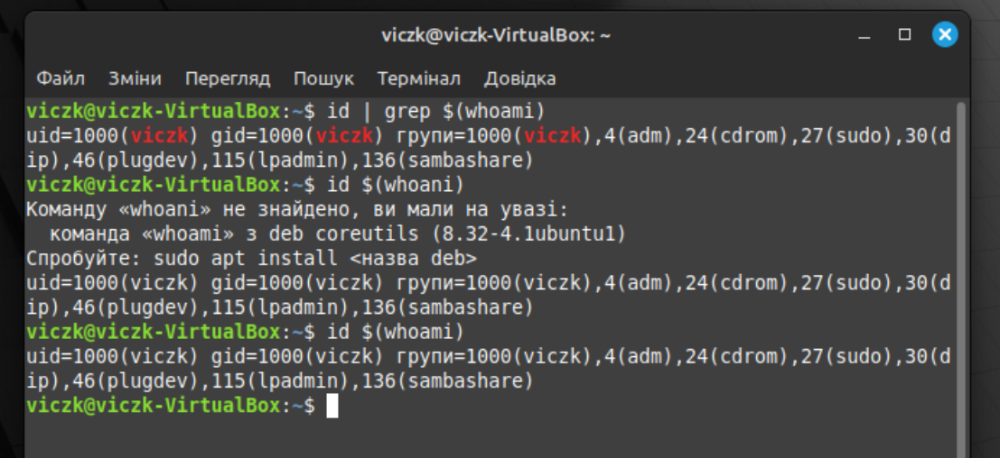 viczk@viczk-VirtualBox: ~
Файл Зміни Перегляд Пошук Термінал Довідка
viczk@viczk-VirtualBox:~$ id | grep $(whoami)
uid=1000(viczk) gid=1000(viczk) групи=1000(viczk),4(adm),24(cdrom),27(sudo),30(d
ip),46(plugdev),115(lpadmin),136(sambashare)
viczk@viczk-VirtualBox:~$ id $(whoani)
Команду «whoani» не знайдено, ви мали на увазі:
  команда «whoami» з deb coreutils (8.32-4.1ubuntu1)
Спробуйте: sudo apt install <назва deb>
uid=1000(viczk) gid=1000(viczk) групи=1000(viczk),4(adm),24(cdrom),27(sudo),30(d
ip),46(plugdev),115(lpadmin),136(sambashare)
viczk@viczk-VirtualBox:~$ id $(whoami)
uid=1000(viczk) gid=1000(viczk) групи=1000(viczk),4(adm),24(cdrom),27(sudo),30(d
ip),46(plugdev),115(lpadmin),136(sambashare)
viczk@viczk-VirtualBox:~$